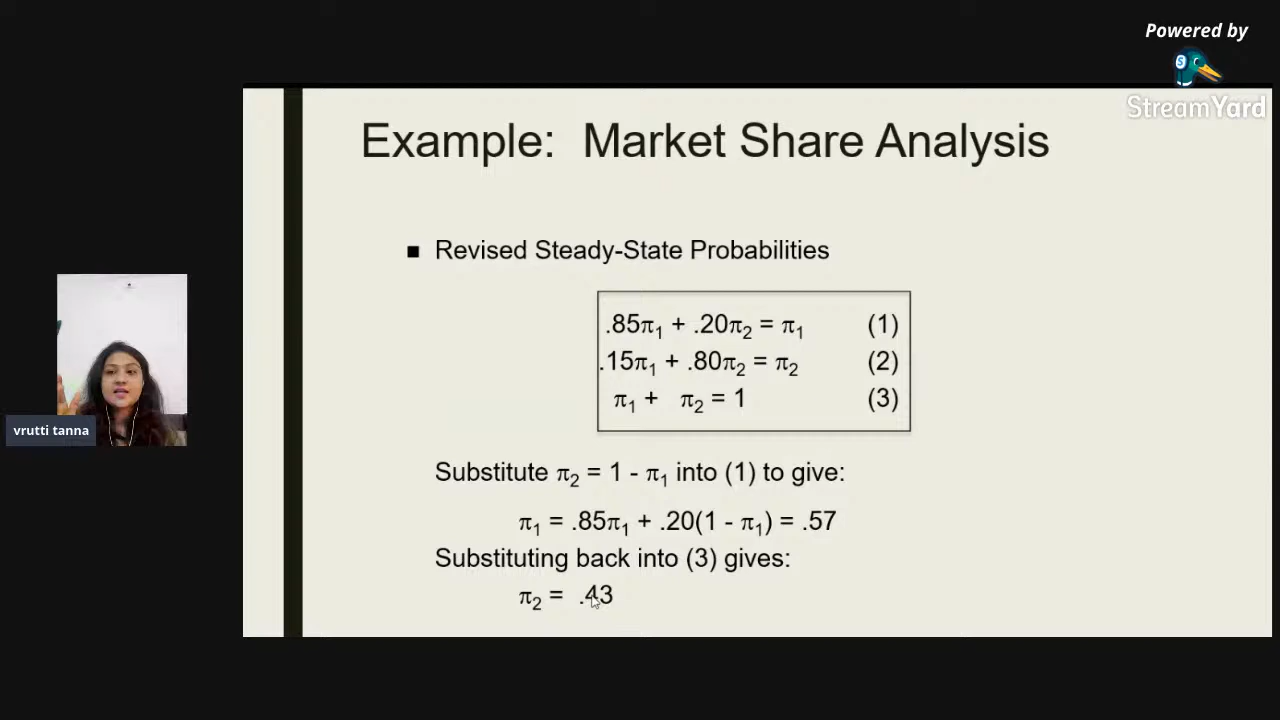 Powered by
StreamYard
Example: Market Share Analysis
■ Revised Steady-State Probabilities
.85π₁ + .20π₂ = π₁ (1)
.15π₁ + .80π₂ = π₂ (2)
π₁ + π₂ = 1 (3)
Substitute π₂ = 1 - π₁ into (1) to give:
π₁ = .85π₁ + .20(1 - π₁) = .57
Substituting back into (3) gives:
π₂ = .43
vrutti tanna